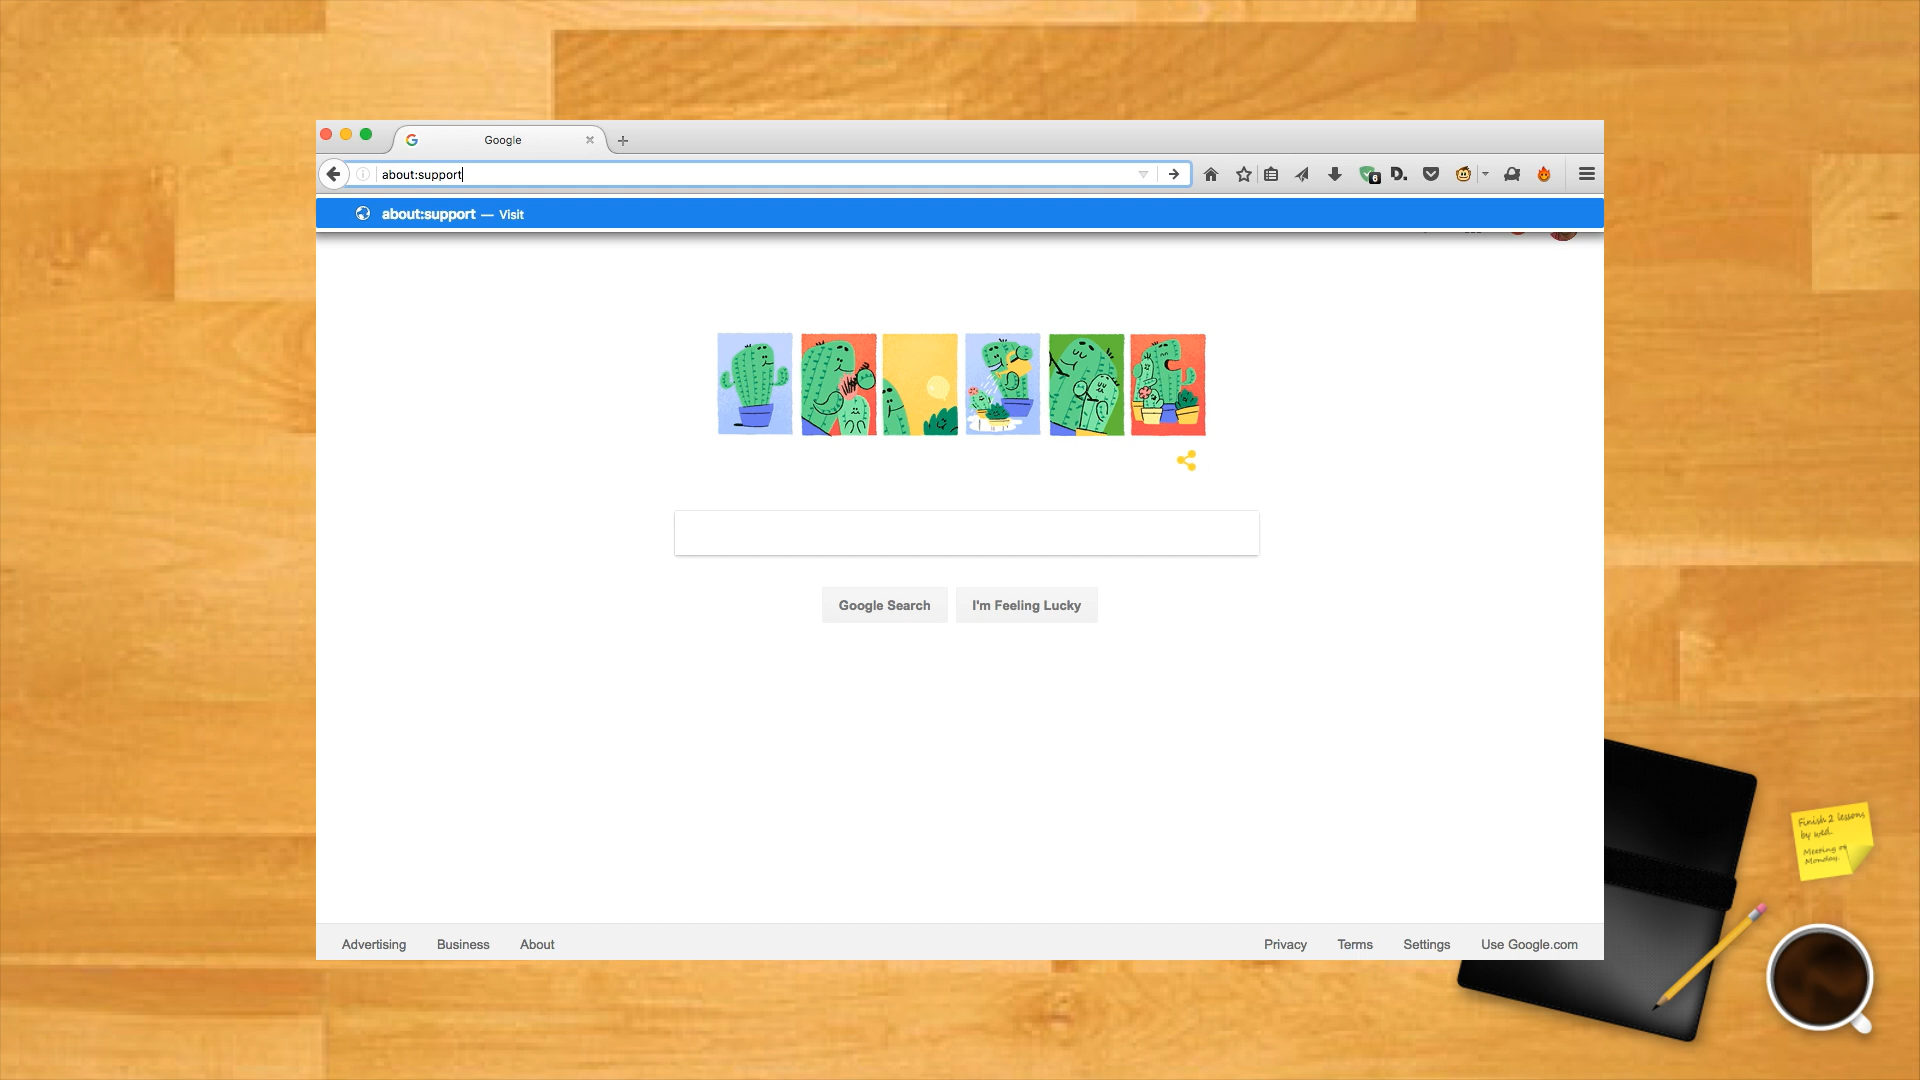 Google
about:support
6
D.
about:support — Visit
Google Search
I'm Feeling Lucky
Advertising
Business
About
Privacy
Terms
Settings
Use Google.com
Finish 2 lessons
by wed.
Meeting on
Monday.